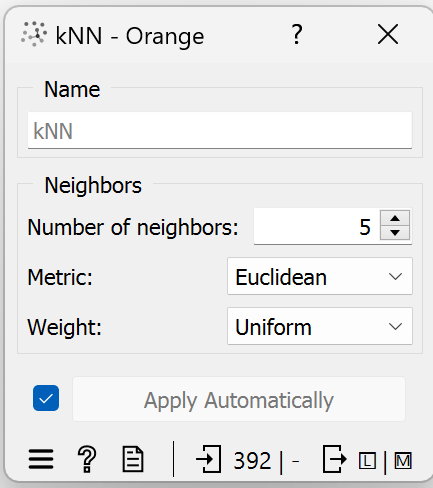 kNN - Orange ?
Name
kNN
Neighbors
Number of neighbors: 5
Metric: Euclidean
Weight: Uniform
Apply Automatically
? 392 | - L | M